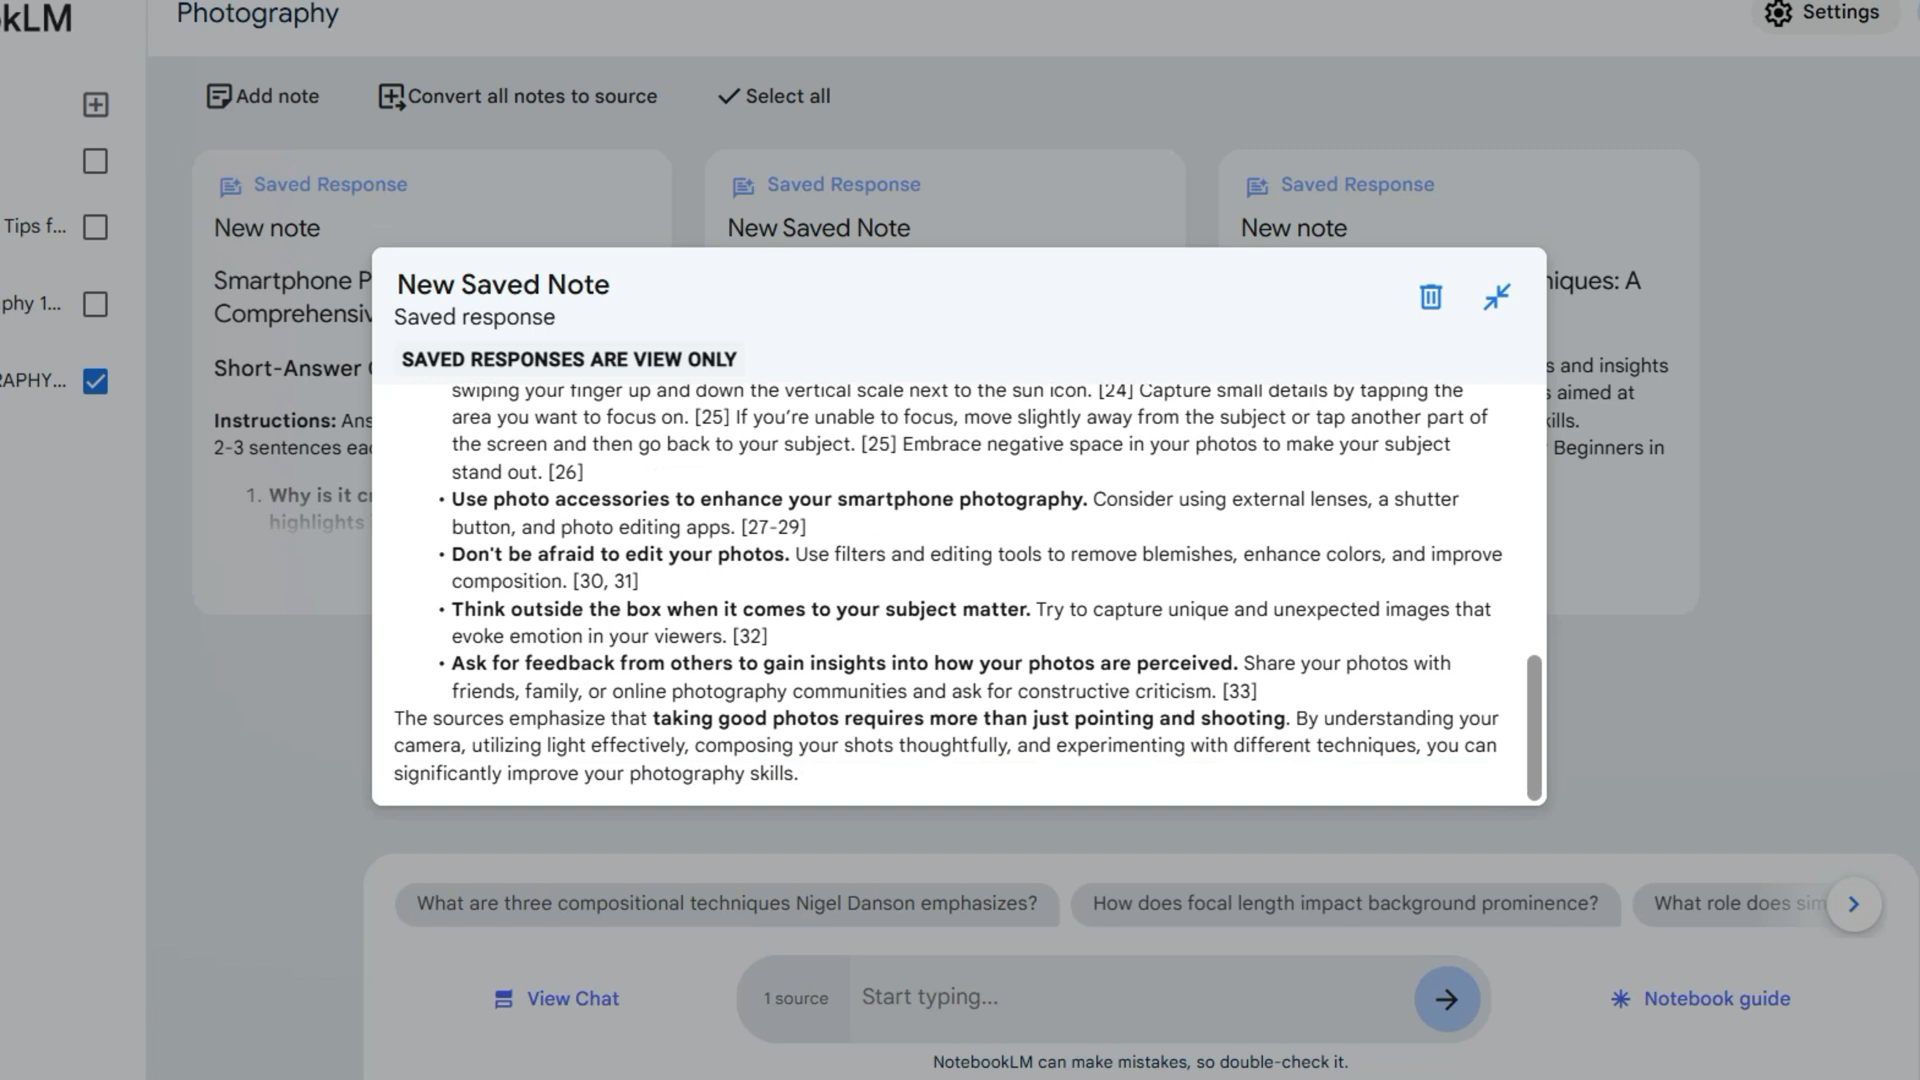 okLM
Photography
Settings
Add note
Convert all notes to source
Select all
Tips f...
phy 1...
RAPHY...
Saved Response
New note
Smartphone P
Comprehensiv
Short-Answer
Instructions: Ans
2-3 sentences eac
1. Why is it cr
highlights
Saved Response
New Saved Note
Saved Response
New note
niques: A
s and insights
s aimed at
kills.
Beginners in
New Saved Note
Saved response
SAVED RESPONSES ARE VIEW ONLY
swiping your finger up and down the vertical scale next to the sun icon. [24] Capture small details by tapping the
area you want to focus on. [25] If you’re unable to focus, move slightly away from the subject or tap another part of
the screen and then go back to your subject. [25] Embrace negative space in your photos to make your subject
stand out. [26]
• Use photo accessories to enhance your smartphone photography. Consider using external lenses, a shutter
button, and photo editing apps. [27-29]
• Don't be afraid to edit your photos. Use filters and editing tools to remove blemishes, enhance colors, and improve
composition. [30, 31]
• Think outside the box when it comes to your subject matter. Try to capture unique and unexpected images that
evoke emotion in your viewers. [32]
• Ask for feedback from others to gain insights into how your photos are perceived. Share your photos with
friends, family, or online photography communities and ask for constructive criticism. [33]
The sources emphasize that taking good photos requires more than just pointing and shooting. By understanding your
camera, utilizing light effectively, composing your shots thoughtfully, and experimenting with different techniques, you can
significantly improve your photography skills.
What are three compositional techniques Nigel Danson emphasizes?
How does focal length impact background prominence?
What role does sim
View Chat
1 source
Start typing...
Notebook guide
NotebookLM can make mistakes, so double-check it.